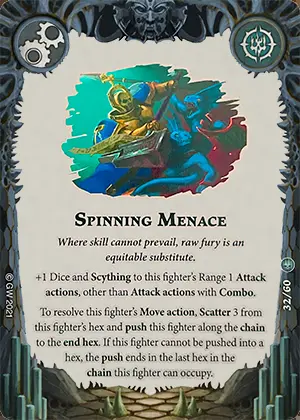 SPINNING MENACE
Where skill cannot prevail, raw fury is an
equitable substitute.
+1 Dice and Scything to this fighter's Range 1 Attack
actions, other than Attack actions with Combo.
To resolve this fighter's Move action, Scatter 3 from
this fighter's hex and push this fighter along the chain
to the end hex. If this fighter cannot be pushed into a
hex, the push ends in the last hex in the
chain this fighter can occupy.
© GW 2021
32/60